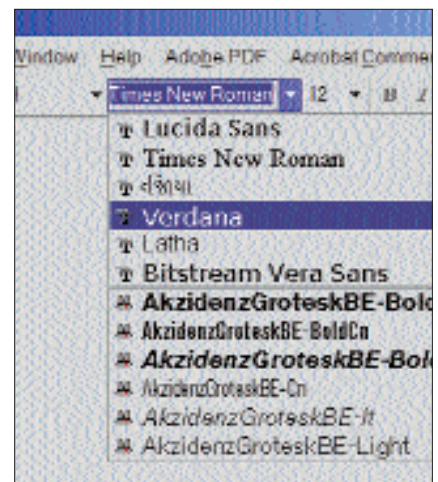 Window Help Adobe PDF Acrobat Comme
Times New Roman 12 B I
Lucida Sans
Times New Roman
Verdana
Latha
Bitstream Vera Sans
AkzidenzGroteskBE-Bold
AkzidenzGroteskBE-BoldCn
AkzidenzGroteskBE-Bol
AkzidenzGroteskBE-Cn
AkzidenzGroteskBE-It
AkzidenzGroteskBE-Light